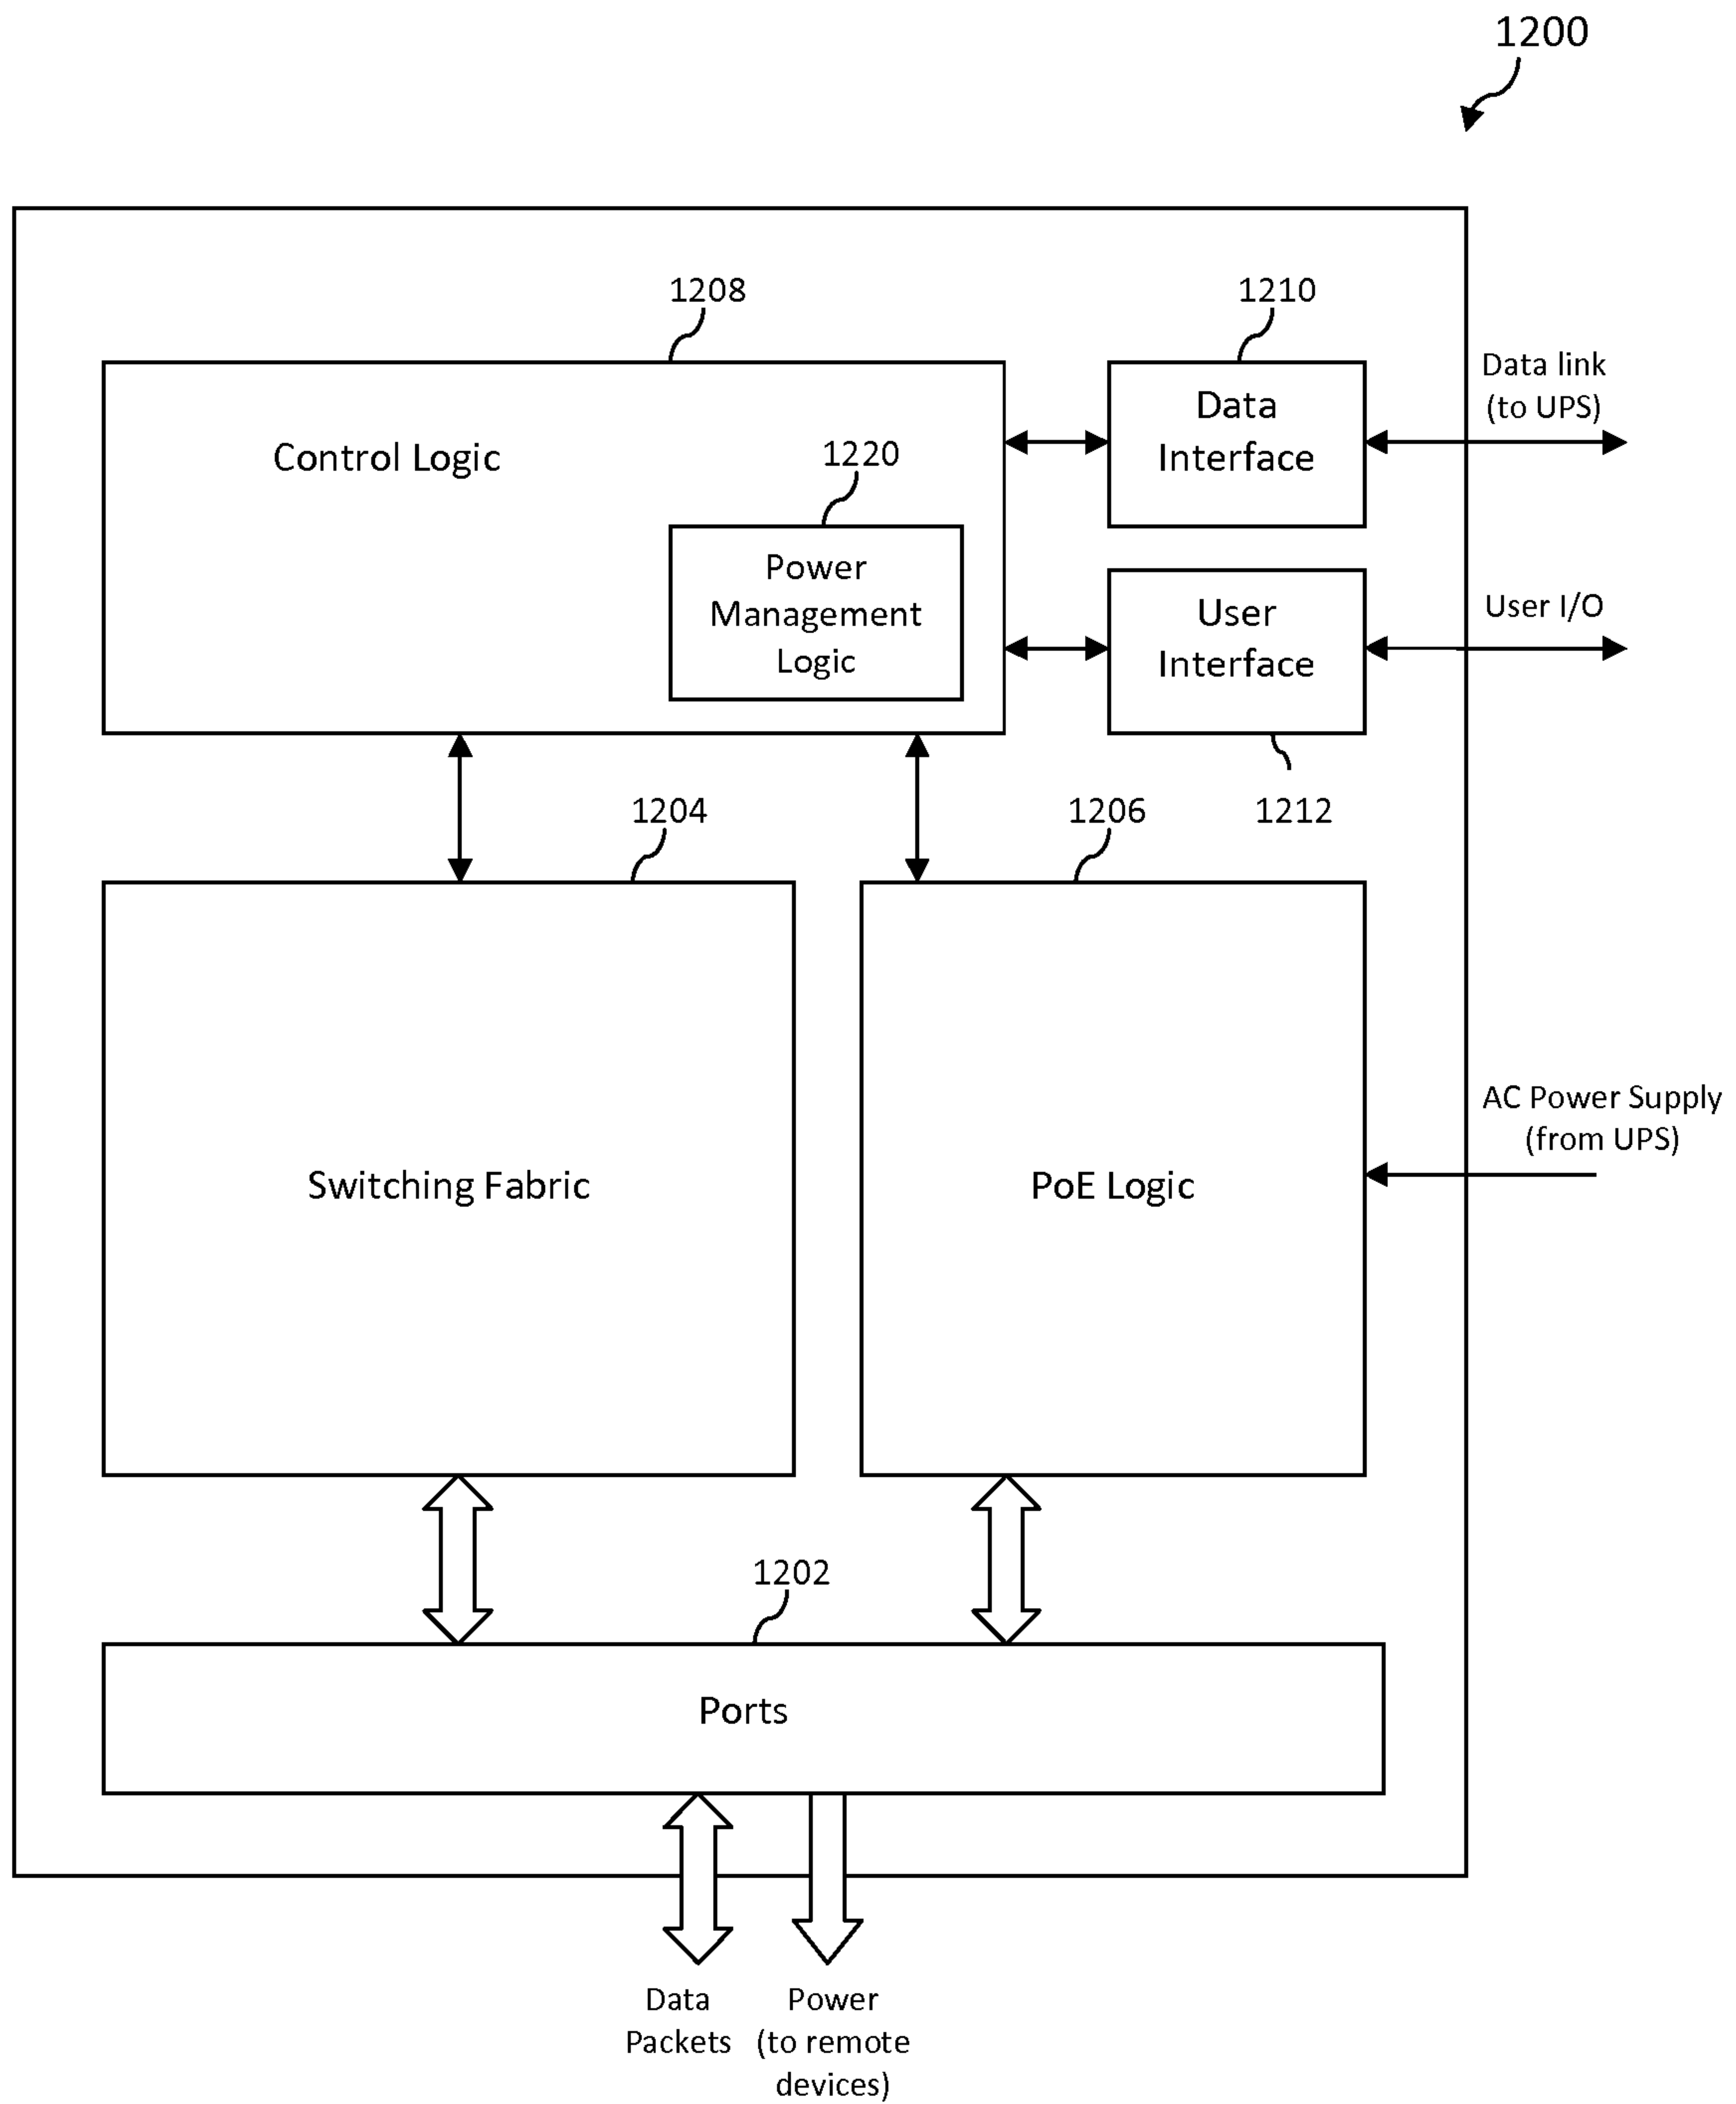 1200
1208
1210
Data link
(to UPS)
Data
Interface
Control Logic
1220
Power
Management
Logic
User
Interface
User I/O
1212
1204
1206
AC Power Supply
(from UPS)
Switching Fabric
PoE Logic
1202
Ports
Data
Packets
Power
(to remote
devices)